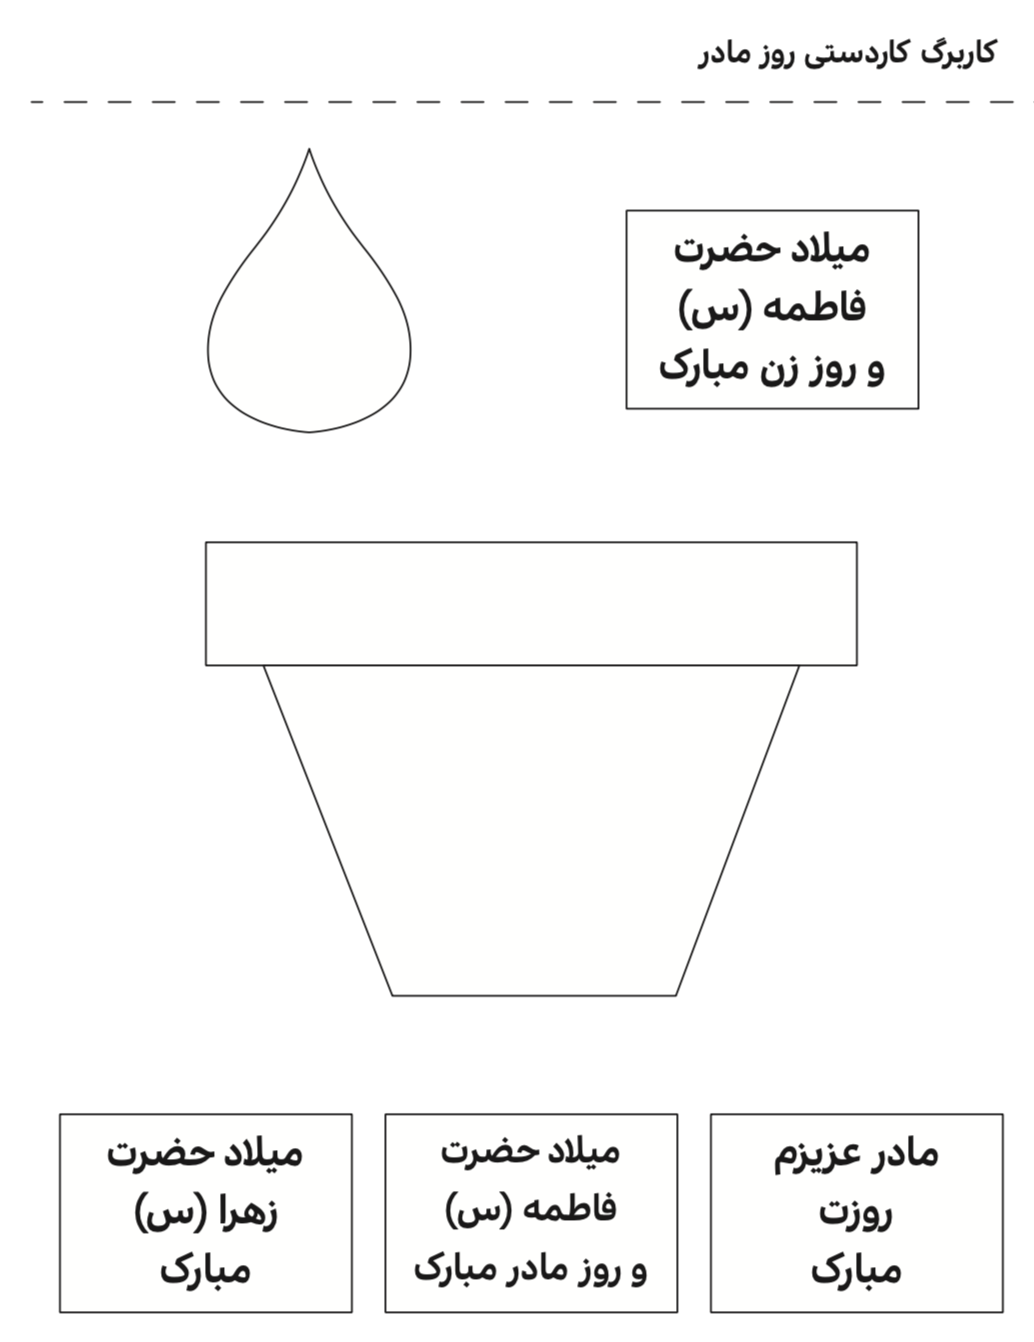 کاربرگ کاردستی روز مادر
میلاد حضرت
فاطمه (س)
و روز زن مبارک
مادر عزیزم
روزت
مبارک
میلاد حضرت
فاطمه (س)
و روز مادر مبارک
میلاد حضرت
زهرا (س)
مبارک